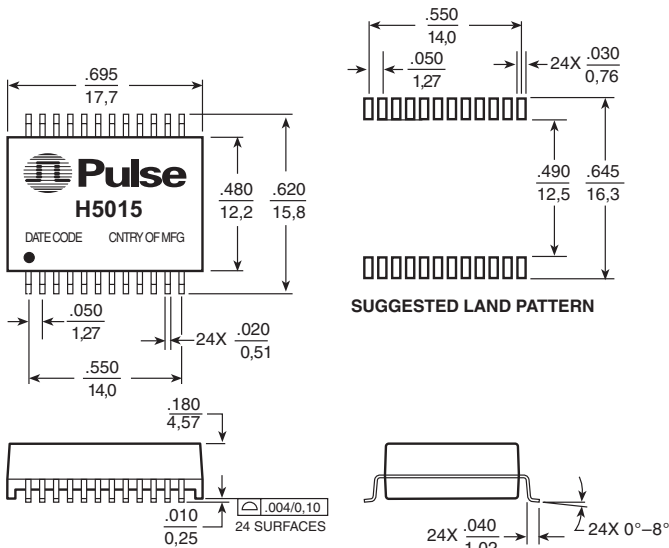 .695
17,7
Pulse
H5015
DATE CODE CNTRY OF MFG
.480
12,2
.620
15,8
.050
1,27
24X .020
0,51
.550
14,0
.550
14,0
.050
1,27
24X .030
0,76
.490
12,5
.645
16,3
SUGGESTED LAND PATTERN
.180
4,57
.010
0,25
.004/0,10
24 SURFACES
24X .040
1,02
24X 0°–8°